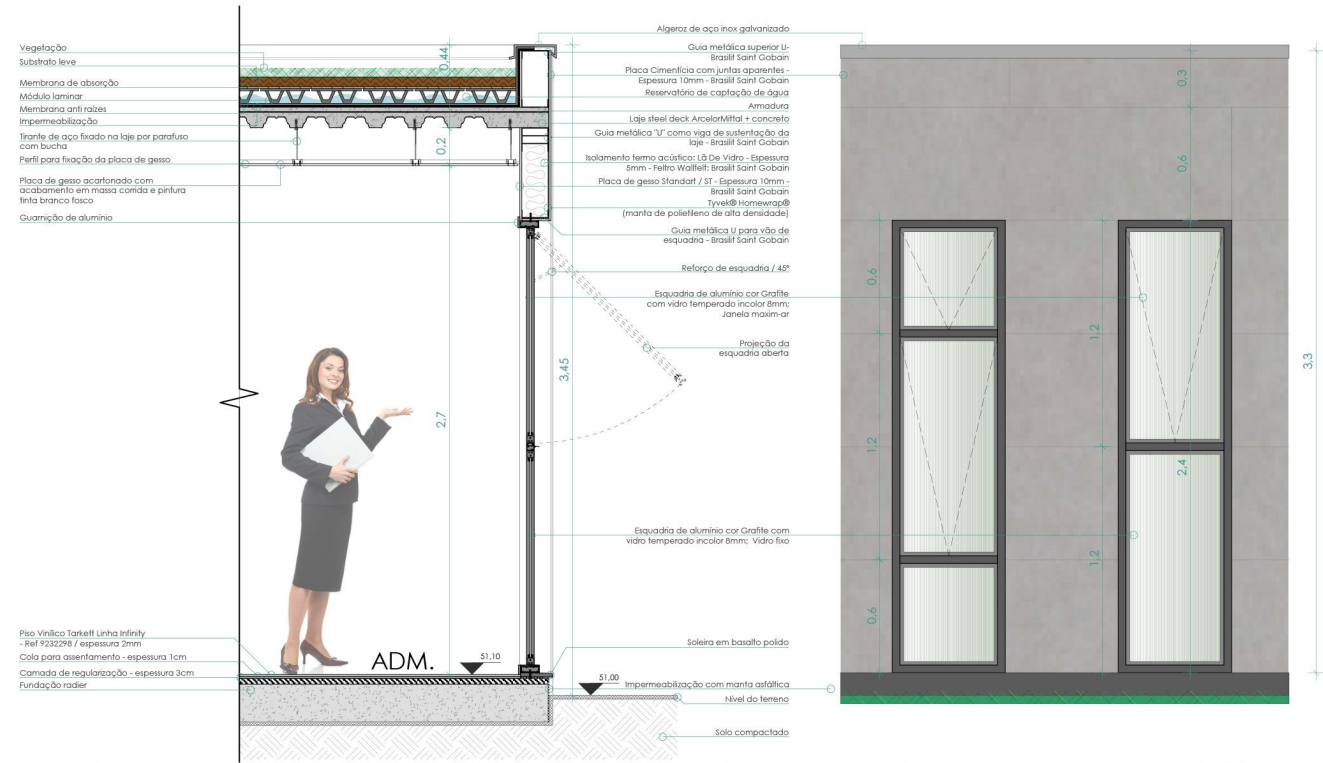 Vegetação
Substrato leve
Membrana de absorção
Módulo laminar
Membrana anti raízes
Impermeabilização
Tirante de aço fixado na laje por parafuso
com bucha
Perfil para fixação da placa de gesso
Placa de gesso acartonado com
acabamento em massa corrida e pintura
tinta branco fosco
Guarnição de alumínio
Piso Vinílico Tarkett Linha Infinity
- Ref 9232298 / espessura 2mm
Cola para assentamento - espessura 1cm
Camada de regularização - espessura 3cm
Fundação radier
0,44
0,2
2,7
3,45
ADM.
51,10
51,00
Algeroz de aço inox galvanizado
Guia metálica superior U-
Brasilit Saint Gobain
Placa Cimentícia com juntas aparentes -
Espessura 10mm - Brasilit Saint Gobain
Reservatório de captação de água
Armadura
Laje steel deck ArcelorMittal + concreto
Guia metálica "U" como viga de sustentação da
laje - Brasilit Saint Gobain
Isolamento termo acústico: Lã De Vidro - Espessura
5mm - Feltro Wallfelt: Brasilit Saint Gobain
Placa de gesso Standart / ST - Espessura 10mm -
Brasilit Saint Gobain
Tyvek® Homewrap®
(manta de polietileno de alta densidade)
Guia metálica U para vão de
esquadria - Brasilit Saint Gobain
Reforço de esquadria / 45º
Esquadria de alumínio cor Grafite
com vidro temperado incolor 8mm;
Janela maxim-ar
Projeção da
esquadria aberta
Esquadria de alumínio cor Grafite com
vidro temperado incolor 8mm; Vidro fixo
Soleira em basalto polido
Impermeabilização com manta asfáltica
Nível do terreno
Solo compactado
0,6
1,2
0,6
1,2
1,2
0,3
0,6
2,4
3,3